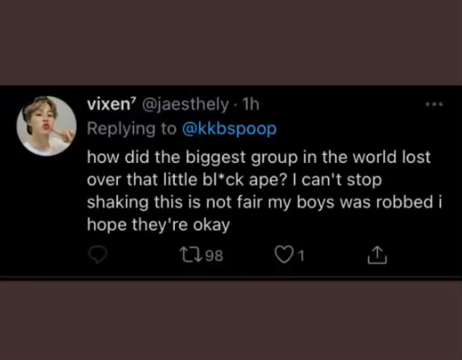 vixen⁷ @jaesthely · 1h
Replying to @kkbspoop
how did the biggest group in the world lost
over that little bl*ck ape? I can't stop
shaking this is not fair my boys was robbed i
hope they're okay
98 1